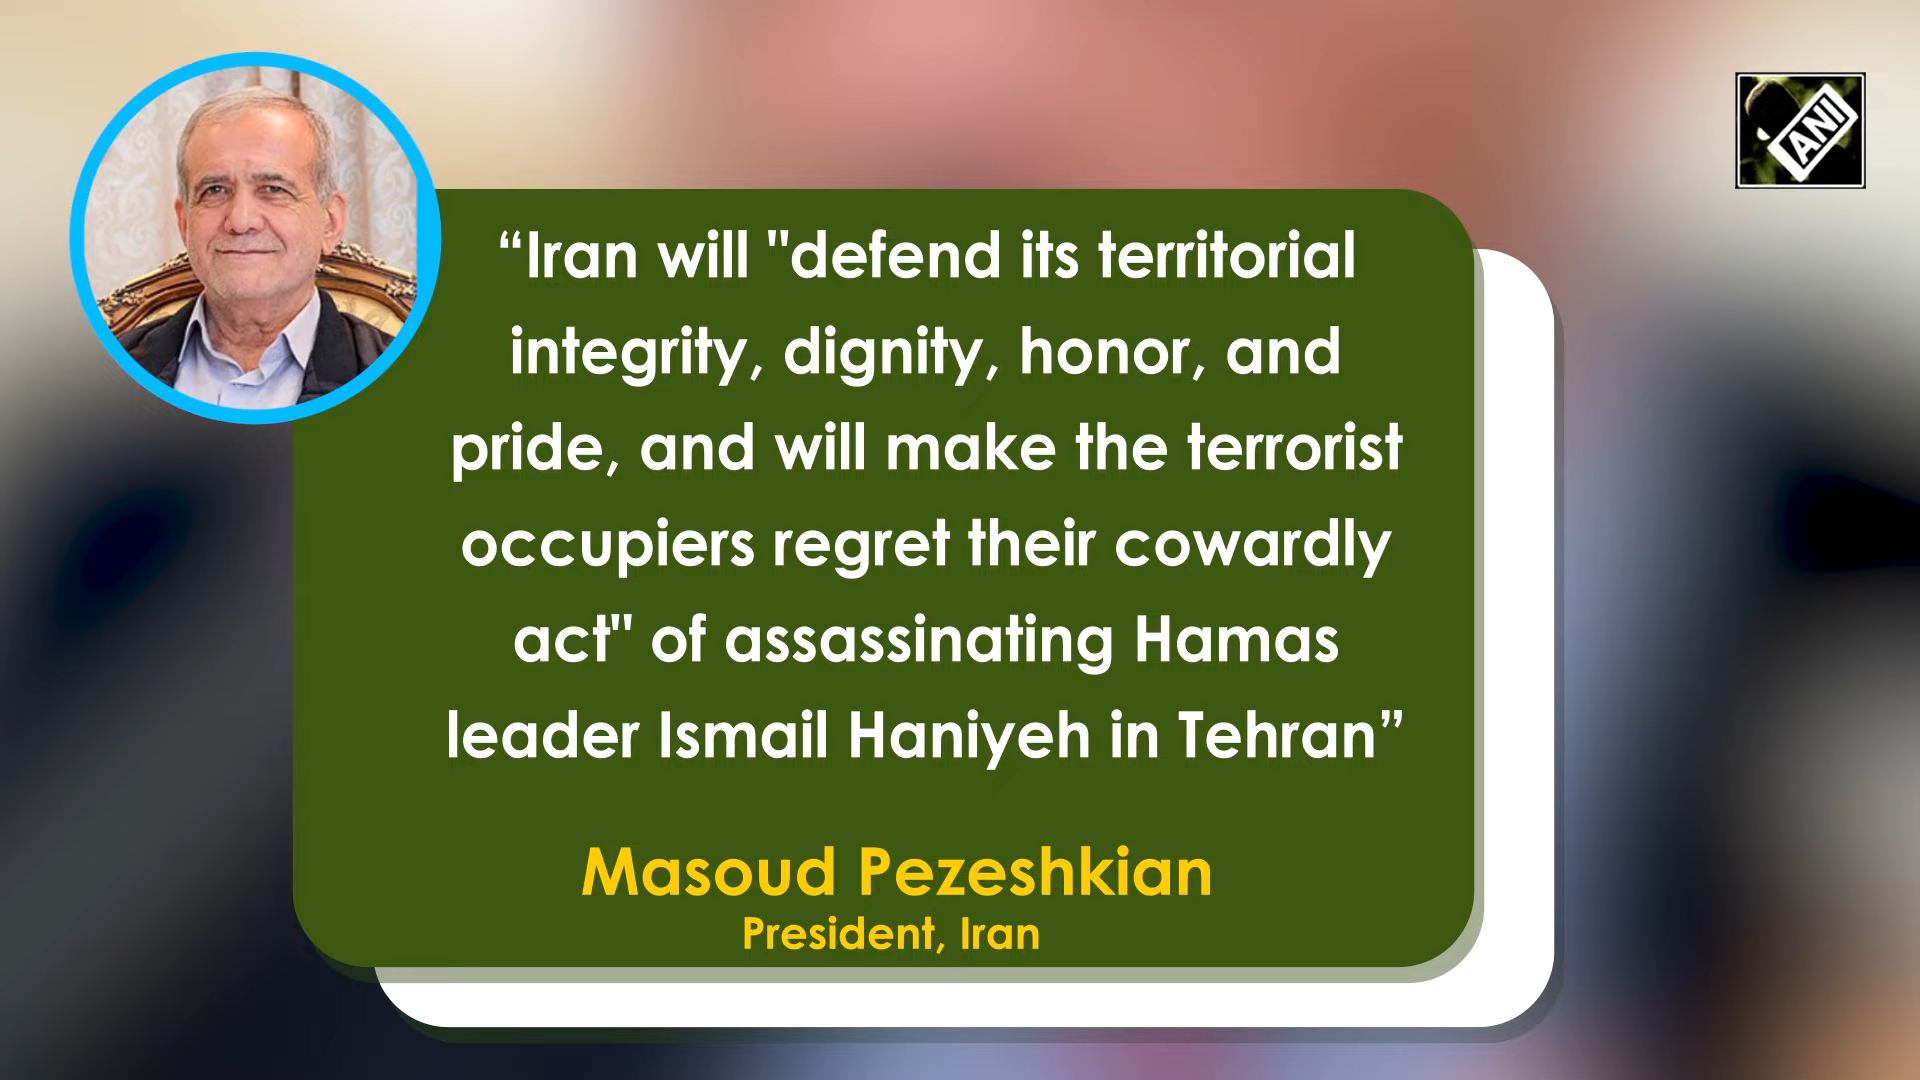 ANI
“Iran will "defend its territorial
integrity, dignity, honor, and
pride, and will make the terrorist
occupiers regret their cowardly
act" of assassinating Hamas
leader Ismail Haniyeh in Tehran”
Masoud Pezeshkian
President, Iran